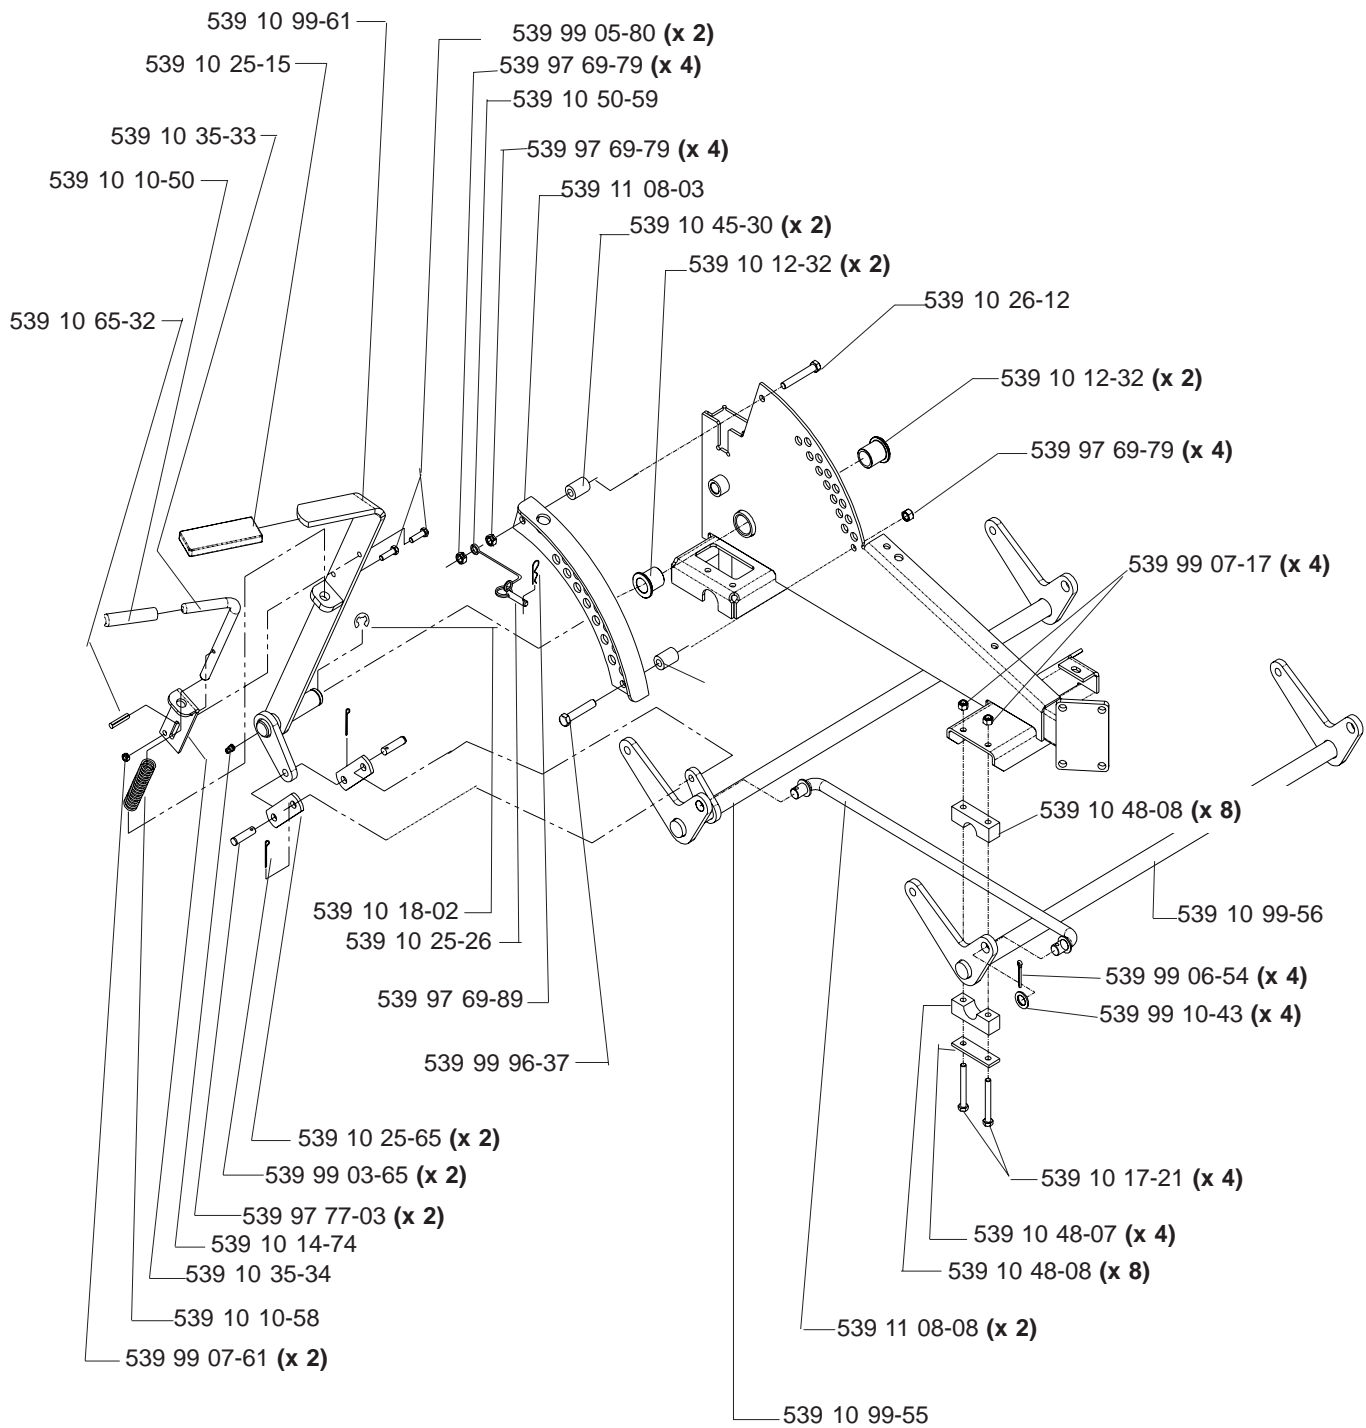 539 10 99-61
539 99 05-80 (x 2)
539 10 25-15
539 97 69-79 (x 4)
539 10 50-59
539 10 35-33
539 97 69-79 (x 4)
539 10 10-50
539 11 08-03
539 10 45-30 (x 2)
539 10 12-32 (x 2)
539 10 26-12
539 10 65-32
539 10 12-32 (x 2)
539 97 69-79 (x 4)
539 99 07-17 (x 4)
539 10 48-08 (x 8)
539 10 18-02
539 10 99-56
539 10 25-26
539 99 06-54 (x 4)
539 97 69-89
539 99 10-43 (x 4)
539 99 96-37
539 10 25-65 (x 2)
539 99 03-65 (x 2)
539 10 17-21 (x 4)
539 97 77-03 (x 2)
539 10 48-07 (x 4)
539 10 14-74
539 10 35-34
539 10 48-08 (x 8)
539 10 10-58
539 11 08-08 (x 2)
539 99 07-61 (x 2)
539 10 99-55